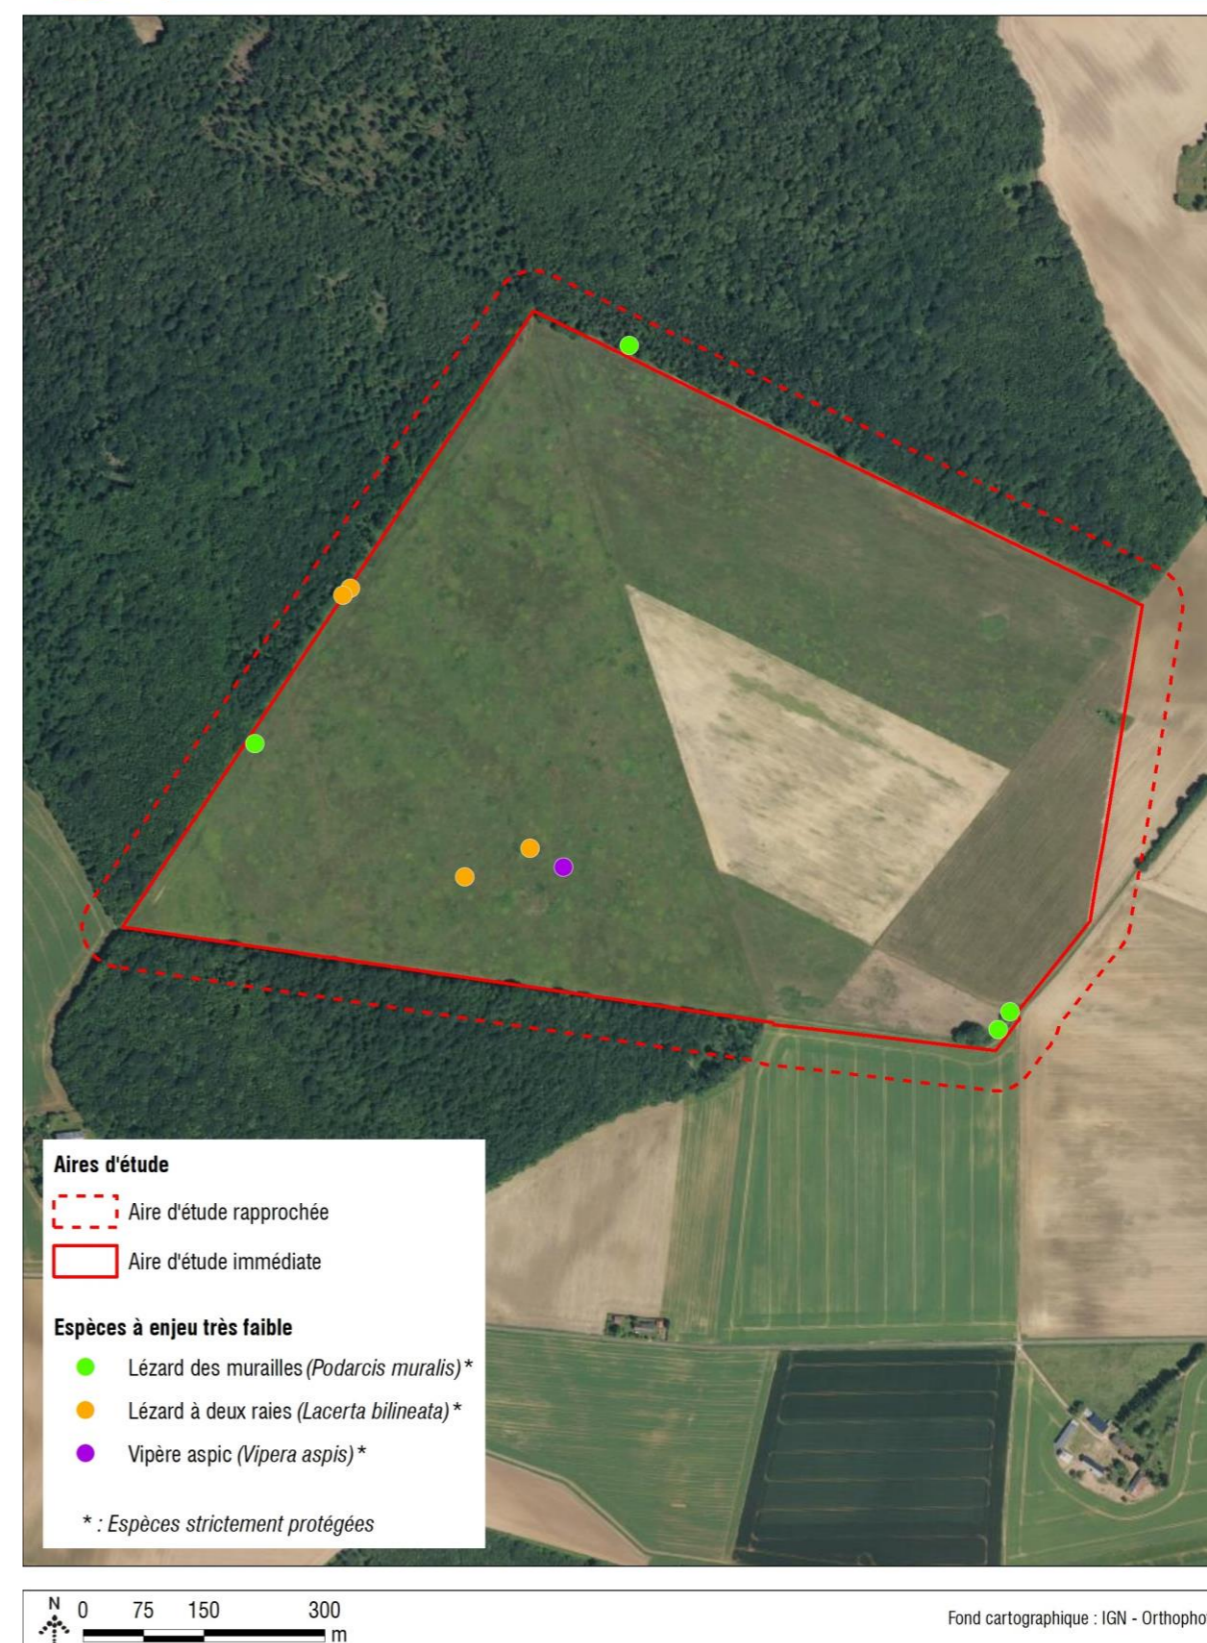 Aires d'étude
Aire d'étude rapprochée
Aire d'étude immédiate
Espèces à enjeu très faible
Lézard des murailles (Podarcis muralis)*
Lézard à deux raies (Lacerta bilineata)*
Vipère aspic (Vipera aspis)*
* : Espèces strictement protégées
N 0 75 150 300
m
Fond cartographique : IGN - Orthophot